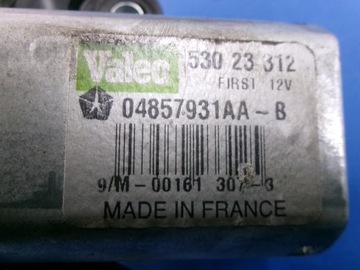 Valeo
530 23 312
FIRST 12V
04857931AA-B
9/M-00161 307-3
MADE IN FRANCE